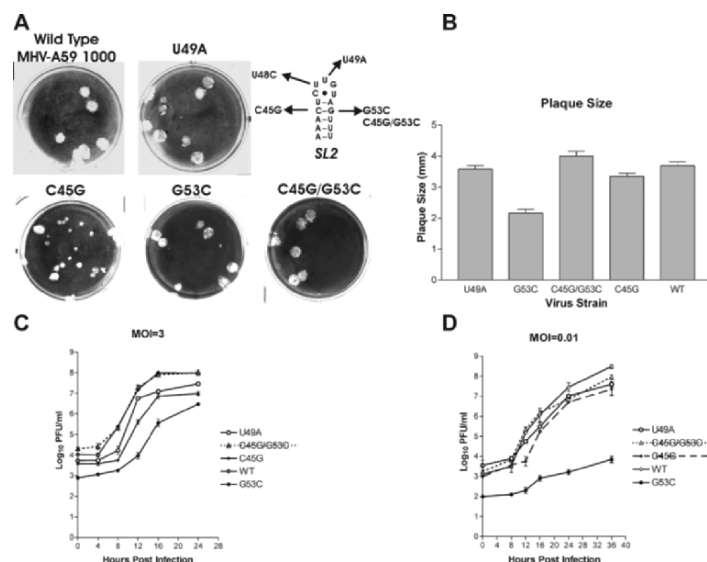 A
Wild Type
MHV-A59 1000
U49A
U49A
U48C
C45G
G53C
C45G/G53C
SL2
C45G
G53C
C45G/G53C
B
Plaque Size
Plaque Size (mm)
5
4
3
2
1
0
U49A G53C C45G/G53C C45G WT
Virus Strain
C
MOI=3
Log10 PFU/ml
10
9
8
7
6
5
4
3
2
1
0
0 4 8 12 16 20 24 28
Hours Post Infection
U49A
C45G/G53C
C45G
WT
G53C
D
MOI=0.01
Log10 PFU/ml
10
9
8
7
6
5
4
3
2
1
0
0 4 8 12 16 20 24 28 32 36 40
Hours Post Infection
U49A
C45G/G53C
C45G
WT
G53C